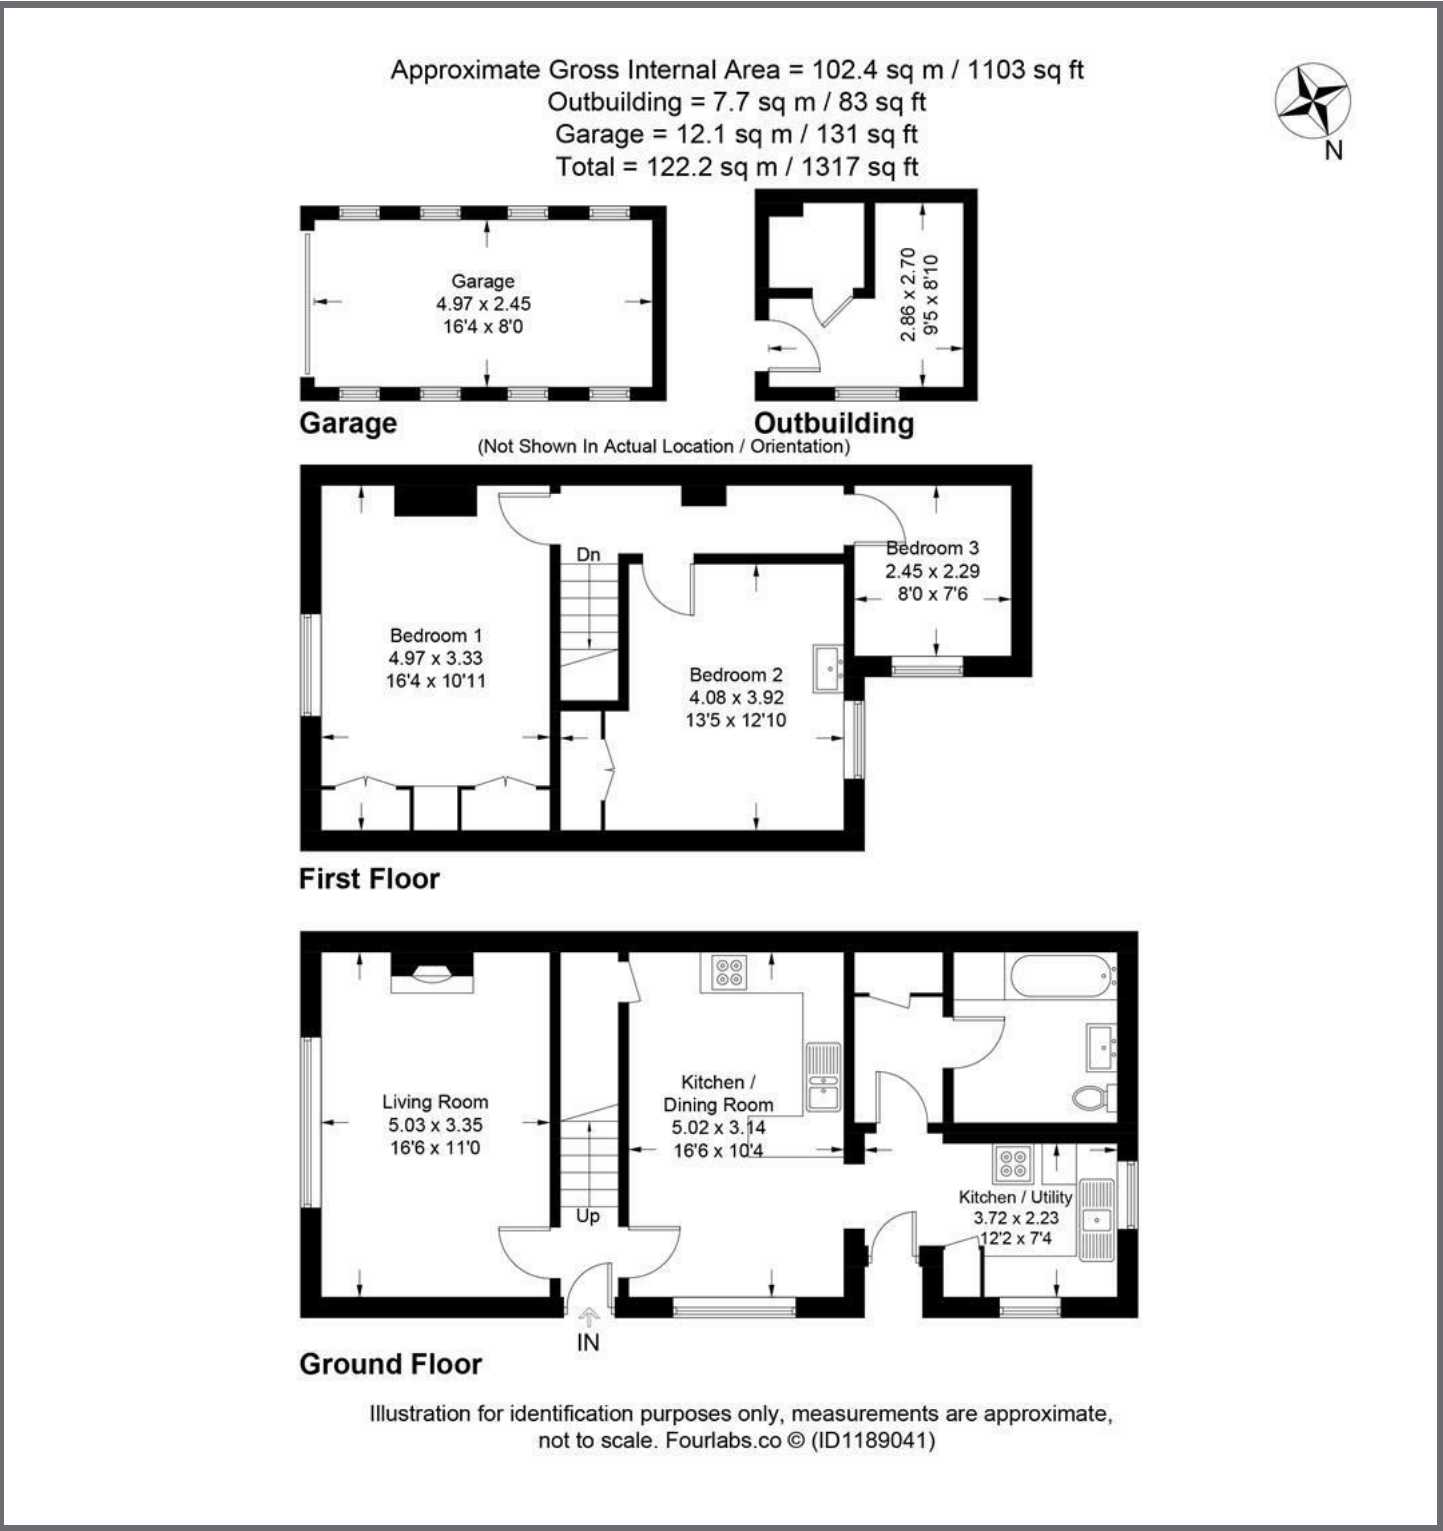 Approximate Gross Internal Area = 102.4 sq m / 1103 sq ft
Outbuilding = 7.7 sq m / 83 sq ft
Garage = 12.1 sq m / 131 sq ft
Total = 122.2 sq m / 1317 sq ft
N
Garage
4.97 x 2.45
16'4 x 8'0
2.86 x 2.70
9'5 x 8'10
Garage
Outbuilding
(Not Shown In Actual Location / Orientation)
Dn
Bedroom 3
2.45 x 2.29
8'0 x 7'6
Bedroom 1
4.97 x 3.33
16'4 x 10'11
Bedroom 2
4.08 x 3.92
13'5 x 12'10
First Floor
Living Room
5.03 x 3.35
16'6 x 11'0
Kitchen /
Dining Room
5.02 x 3.14
16'6 x 10'4
Kitchen / Utility
3.72 x 2.23
12'2 x 7'4
Up
IN
Ground Floor
Illustration for identification purposes only, measurements are approximate,
not to scale. Fourlabs.co © (ID1189041)